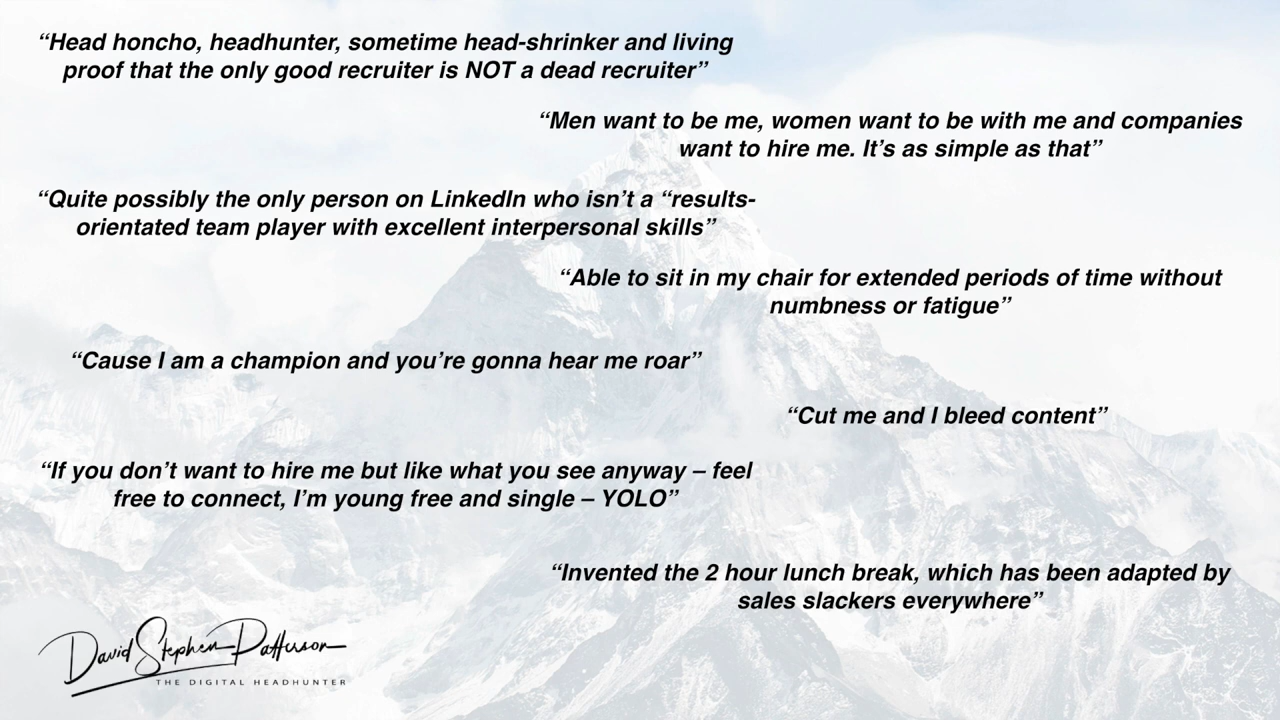 “Head honcho, headhunter, sometime head-shrinker and living
proof that the only good recruiter is NOT a dead recruiter”
“Men want to be me, women want to be with me and companies
want to hire me. It’s as simple as that”
“Quite possibly the only person on LinkedIn who isn’t a “results-
orientated team player with excellent interpersonal skills”
“Able to sit in my chair for extended periods of time without
numbness or fatigue”
“Cause I am a champion and you’re gonna hear me roar”
“Cut me and I bleed content”
“If you don’t want to hire me but like what you see anyway – feel
free to connect, I’m young free and single – YOLO”
“Invented the 2 hour lunch break, which has been adapted by
sales slackers everywhere”
David Stephen Patterson
THE DIGITAL HEADHUNTER